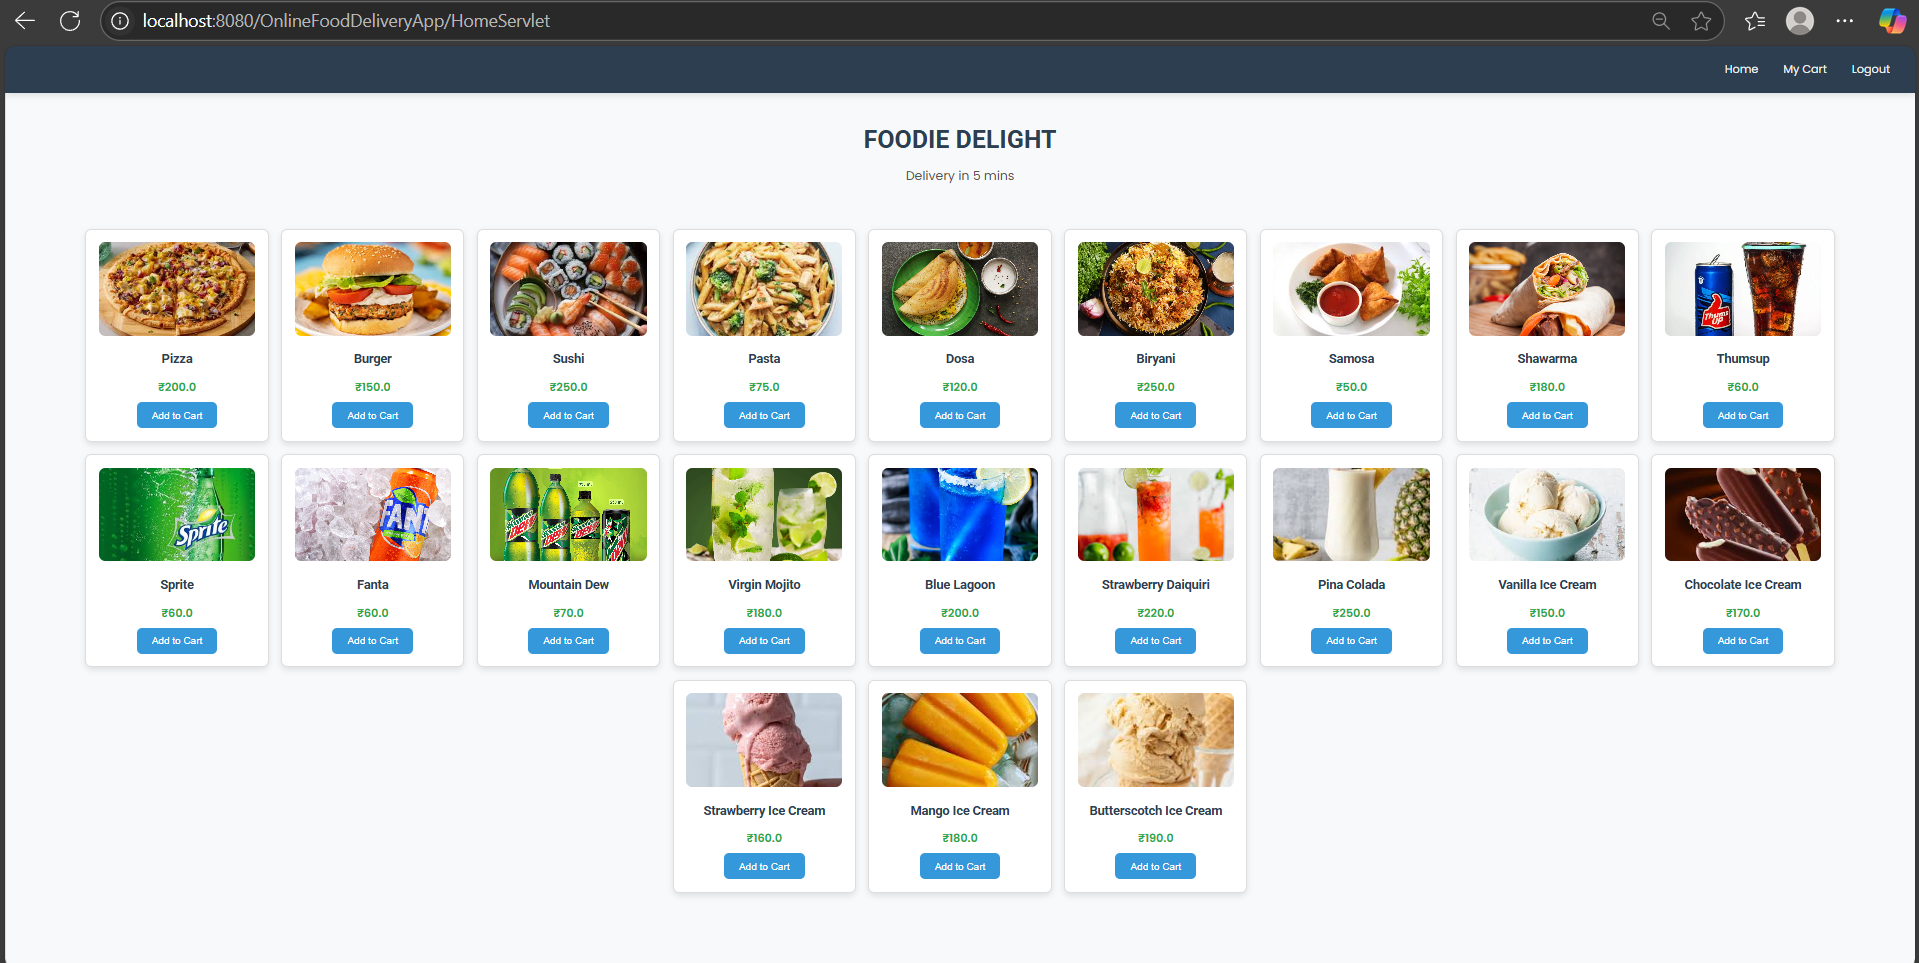 localhost:8080/OnlineFoodDeliveryApp/HomeServlet
Home My Cart Logout
FOODIE DELIGHT
Delivery in 5 mins
Thums Up
Pizza Burger Sushi Pasta Dosa Biryani Samosa Shawarma Thumsup
₹200.0 ₹150.0 ₹250.0 ₹75.0 ₹120.0 ₹250.0 ₹50.0 ₹180.0 ₹60.0
Add to Cart Add to Cart Add to Cart Add to Cart Add to Cart Add to Cart Add to Cart Add to Cart Add to Cart
Sprite FAN
Sprite Fanta Mountain Dew Virgin Mojito Blue Lagoon Strawberry Daiquiri Pina Colada Vanilla Ice Cream Chocolate Ice Cream
₹60.0 ₹60.0 ₹70.0 ₹180.0 ₹200.0 ₹220.0 ₹250.0 ₹150.0 ₹170.0
Add to Cart Add to Cart Add to Cart Add to Cart Add to Cart Add to Cart Add to Cart Add to Cart Add to Cart
Strawberry Ice Cream Mango Ice Cream Butterscotch Ice Cream
₹160.0 ₹180.0 ₹190.0
Add to Cart Add to Cart Add to Cart